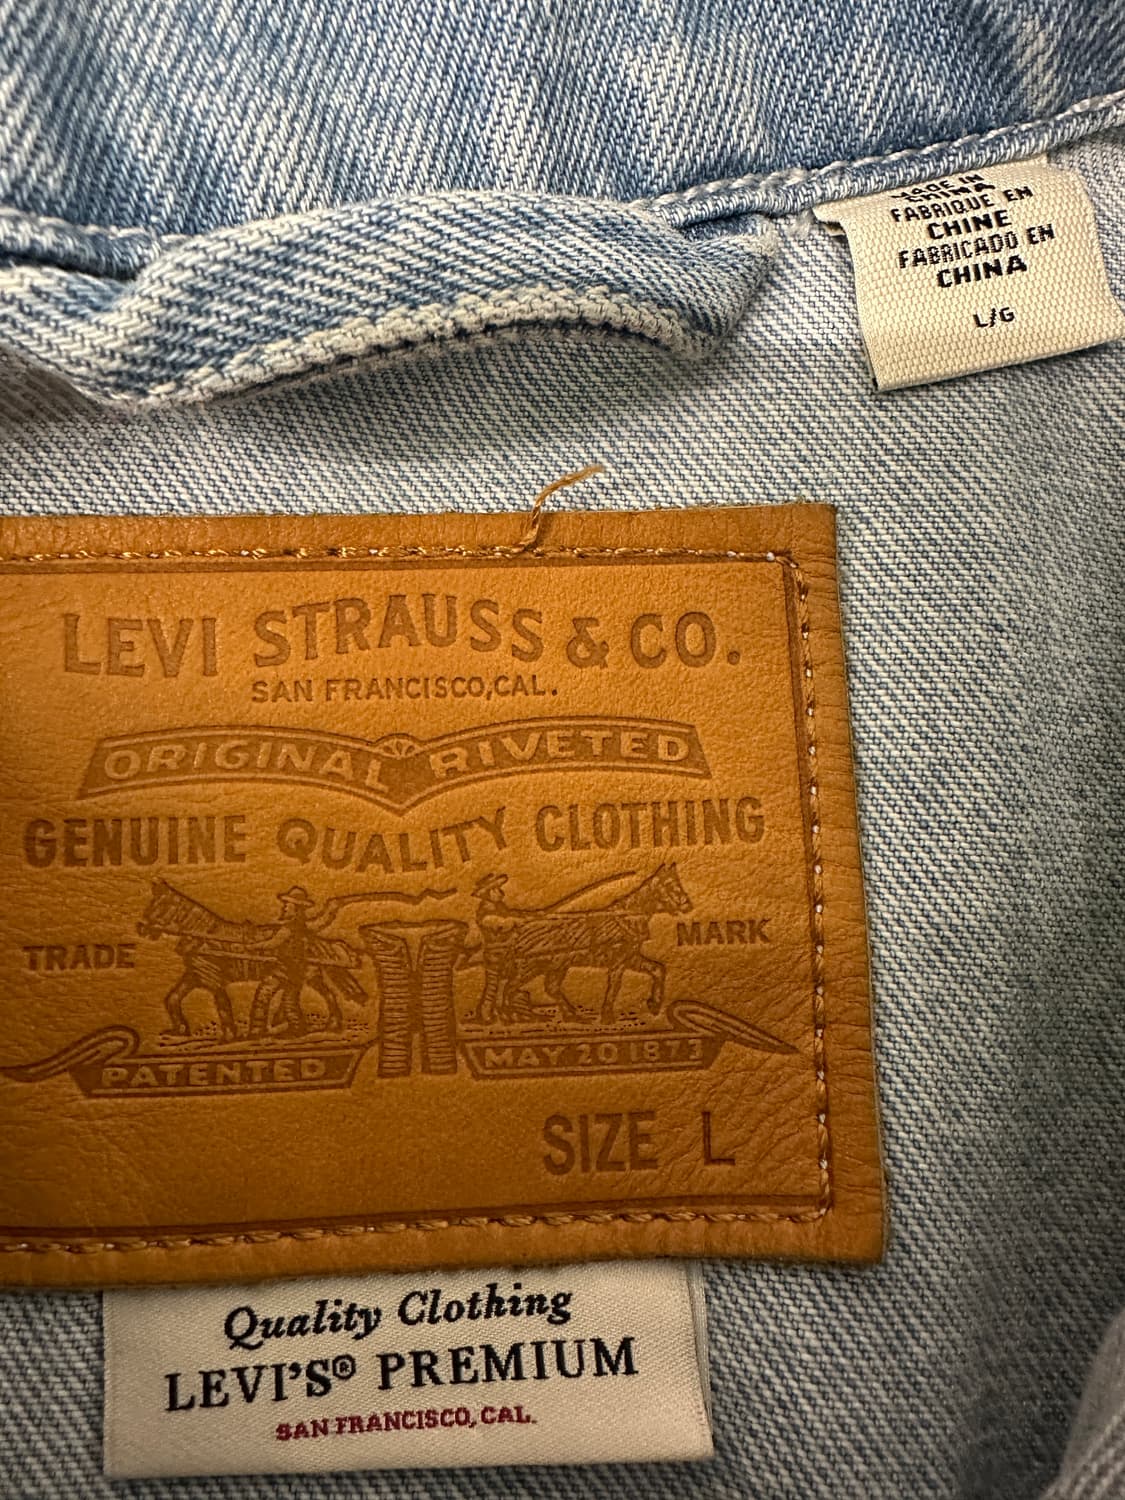 MADE IN
CHINA
FABRIQUE EN
CHINE
FABRICADO EN
CHINA
L/G
LEVI STRAUSS & CO.
SAN FRANCISCO, CAL.
ORIGINAL RIVETED
GENUINE QUALITY CLOTHING
TRADE MARK
PATENTED MAY 20 1873
SIZE L
Quality Clothing
LEVI'S® PREMIUM
SAN FRANCISCO, CAL.